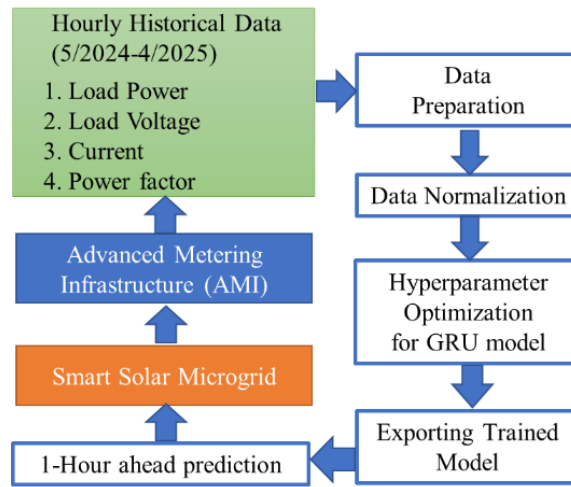 Hourly Historical Data
(5/2024-4/2025)
1. Load Power
2. Load Voltage
3. Current
4. Power factor
Data
Preparation
Data Normalization
Hyperparameter
Optimization
for GRU model
Exporting Trained
Model
1-Hour ahead prediction
Smart Solar Microgrid
Advanced Metering
Infrastructure (AMI)